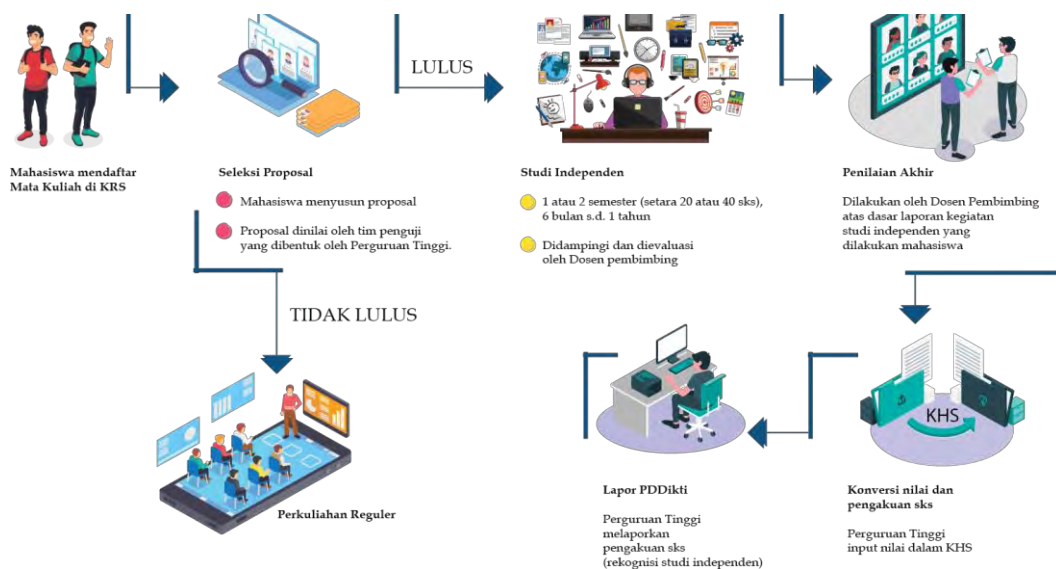 LULUS
Mahasiswa mendaftar
Mata Kuliah di KRS
Seleksi Proposal
Mahasiswa menyusun proposal
Proposal dinilai oleh tim penguji
yang dibentuk oleh Perguruan Tinggi.
Studi Independen
1 atau 2 semester (setara 20 atau 40 sks),
6 bulan s.d. 1 tahun
Didampingi dan dievaluasi
oleh Dosen pembimbing
Penilaian Akhir
Dilakukan oleh Dosen Pembimbing
atas dasar laporan kegiatan
studi independen yang
dilakukan mahasiswa
TIDAK LULUS
Perkuliahan Reguler
KHS
Konversi nilai dan
pengakuan sks
Perguruan Tinggi
input nilai dalam KHS
Lapor PDDikti
Perguruan Tinggi
melaporkan
pengakuan sks
(rekognisi studi independen)